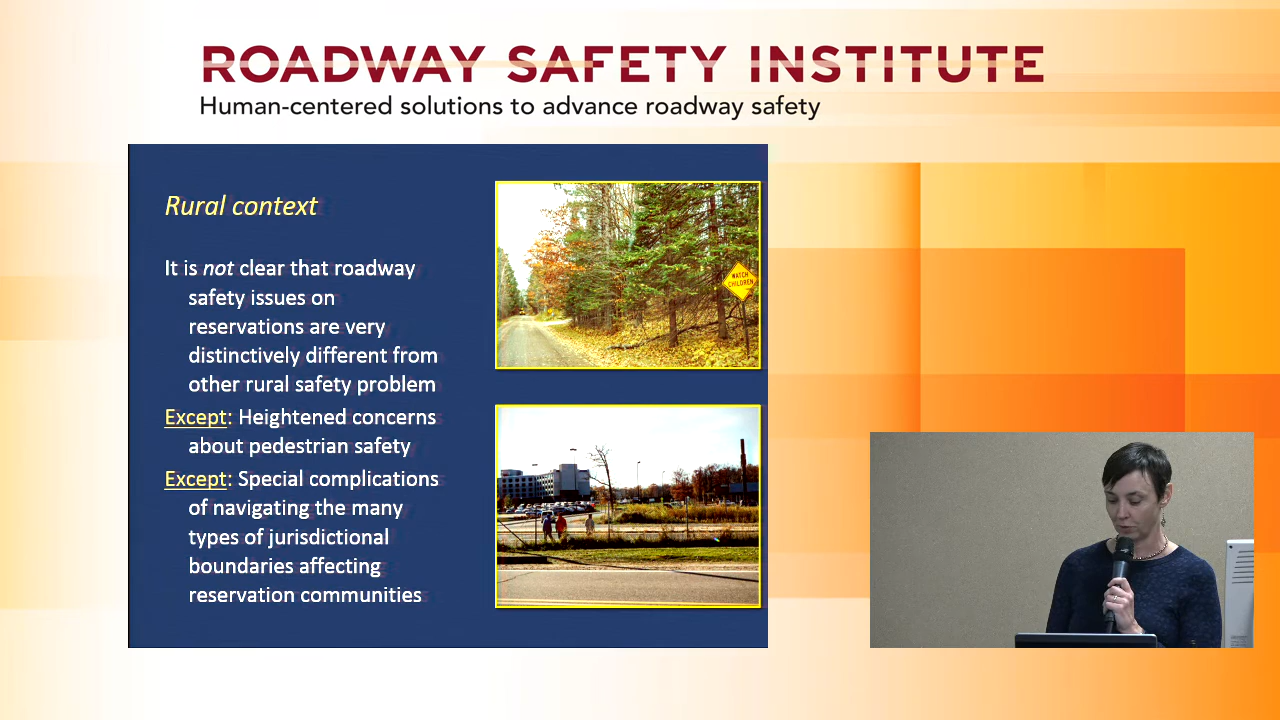 ROADWAY SAFETY INSTITUTE
Human-centered solutions to advance roadway safety
Rural context
It is not clear that roadway
safety issues on
reservations are very
distinctively different from
other rural safety problem
Except: Heightened concerns
about pedestrian safety
Except: Special complications
of navigating the many
types of jurisdictional
boundaries affecting
reservation communities
WATCH
CHILDREN